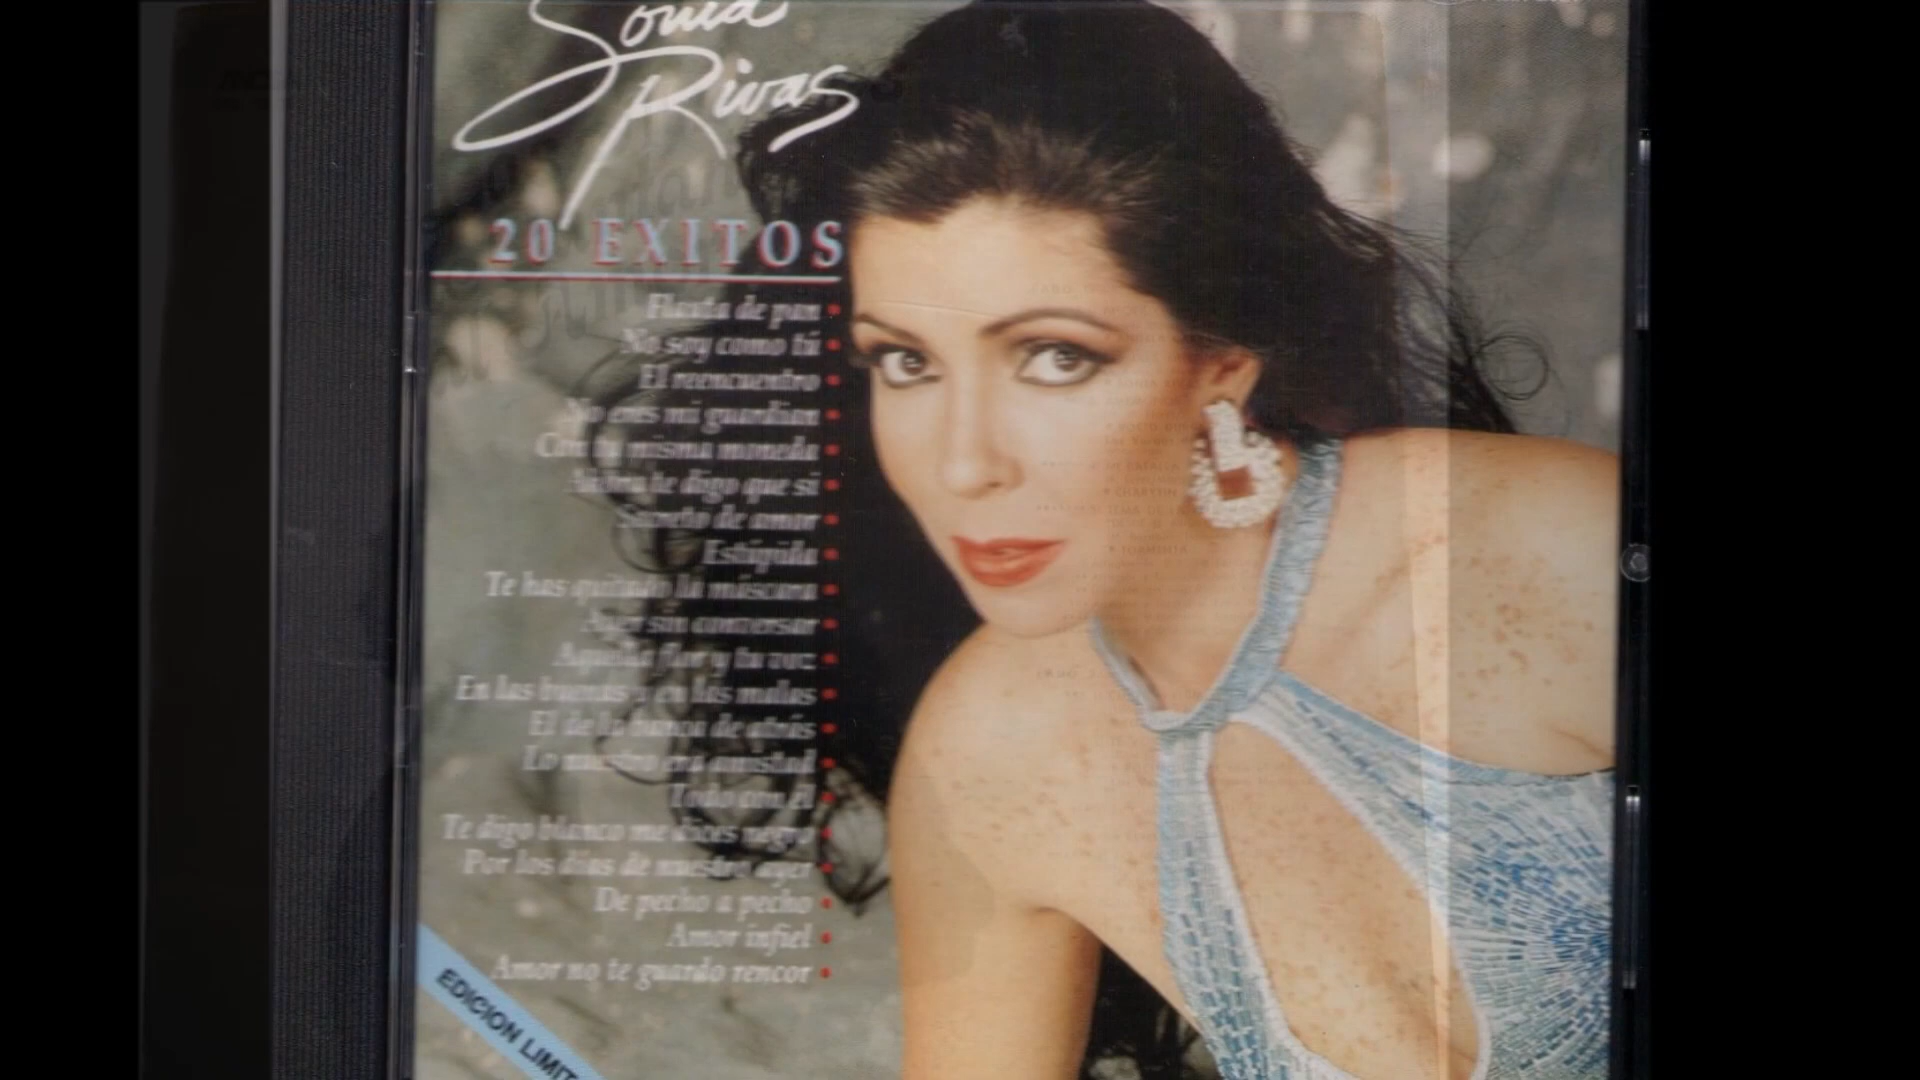 Sonia
Rivas
20 EXITOS
Flauta de pan
No soy como tú
El reencuentro
No eres mi guardian
Con tu misma moneda
Ahora te digo que si
Secreto de amor
Estúpida
Te has quitado la máscara
Ayer sin conversar
Aquella flor y tu voz
En las buenas y en las malas
El de la banca de atrás
Lo nuestro era amistad
Todo con él
Te digo blanco me dices negro
Por los días de nuestro ayer
De pecho a pecho
Amor infiel
Amor no te guardo rencor
EDICION LIMIT